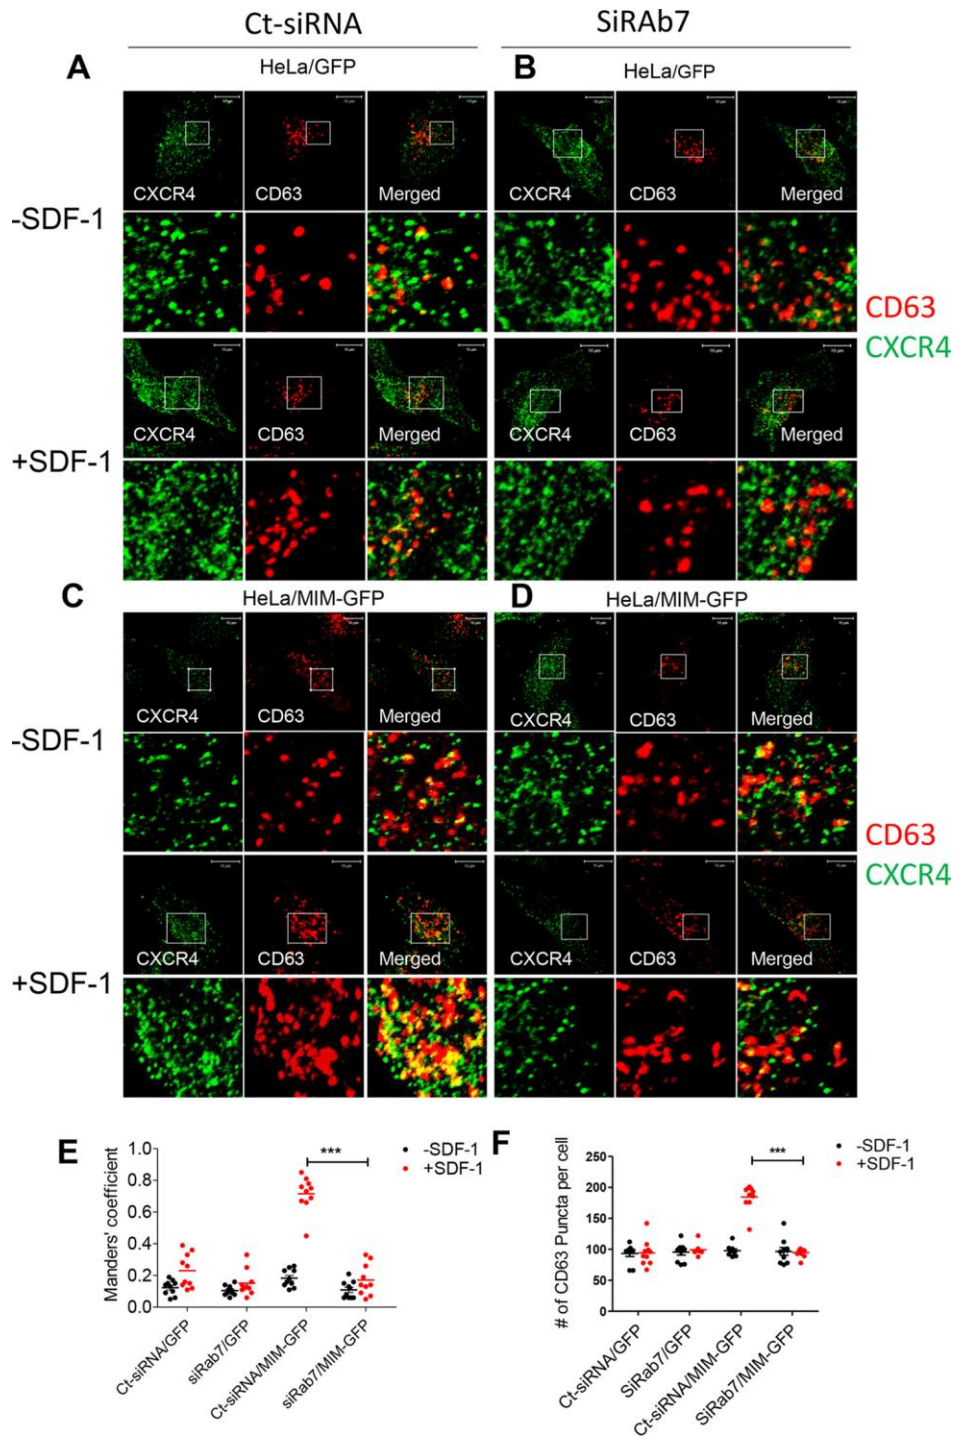 Ct-siRNA SiRAb7
A HeLa/GFP B HeLa/GFP
-SDF-1
CXCR4 CD63 Merged CXCR4 CD63 Merged
CD63
CXCR4
+SDF-1
CXCR4 CD63 Merged CXCR4 CD63 Merged
C HeLa/MIM-GFP D HeLa/MIM-GFP
-SDF-1
CXCR4 CD63 Merged CXCR4 CD63 Merged
CD63
CXCR4
+SDF-1
CXCR4 CD63 Merged CXCR4 CD63 Merged
E
Manders' coefficient
1.0
0.8
0.6
0.4
0.2
0.0
***
-SDF-1
+SDF-1
Ct-siRNA/GFP
siRab7/GFP
Ct-siRNA/MIM-GFP
siRab7/MIM-GFP
F
# of CD63 Puncta per cell
250
200
150
100
50
0
***
-SDF-1
+SDF-1
Ct-siRNA/GFP
SiRab7/GFP
Ct-siRNA/MIM-GFP
SiRab7/MIM-GFP